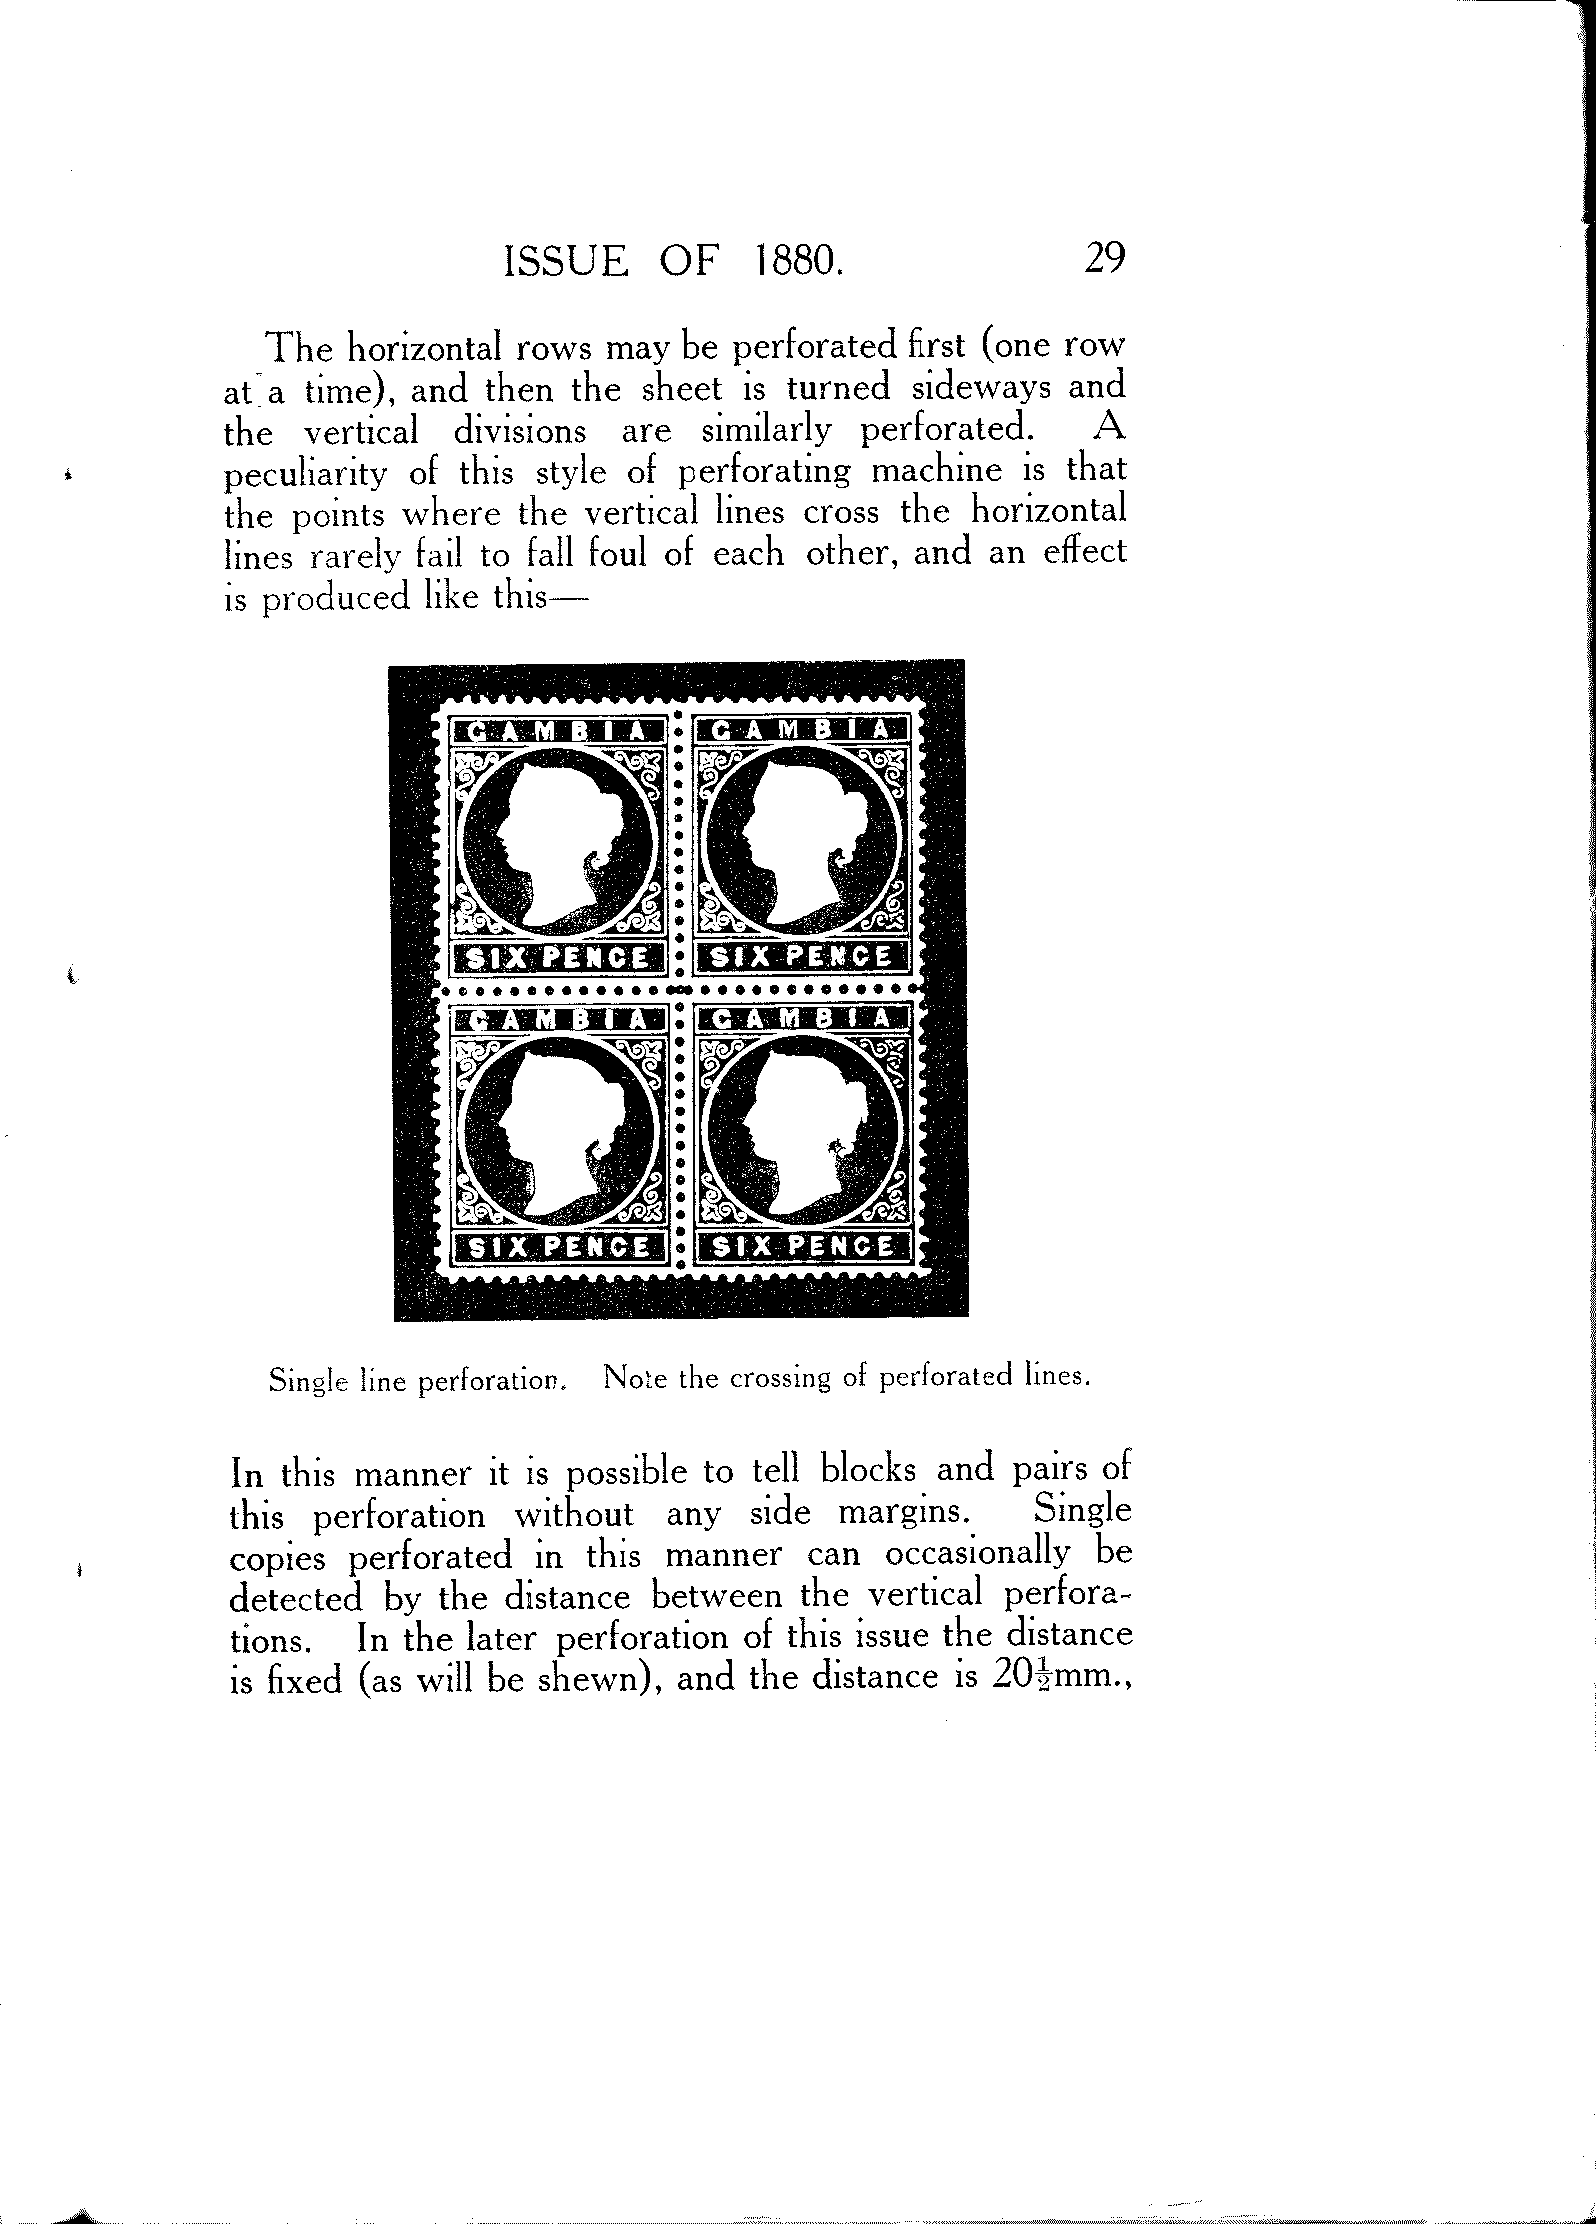 ISSUE OF 1880. 29
The horizontal rows may be perforated first (one row
at a time), and then the sheet is turned sideways and
the vertical divisions are similarly perforated. A
peculiarity of this style of perforating machine is that
the points where the vertical lines cross the horizontal
lines rarely fail to fall foul of each other, and an effect
is produced like this—
GAMBIA GAMBIA
SIX PENCE SIX PENCE
GAMBIA GAMBIA
SIX PENCE SIX PENCE
Single line perforation. Note the crossing of perforated lines.
In this manner it is possible to tell blocks and pairs of
this perforation without any side margins. Single
copies perforated in this manner can occasionally be
detected by the distance between the vertical perfora-
tions. In the later perforation of this issue the distance
is fixed (as will be shewn), and the distance is 20½mm.,